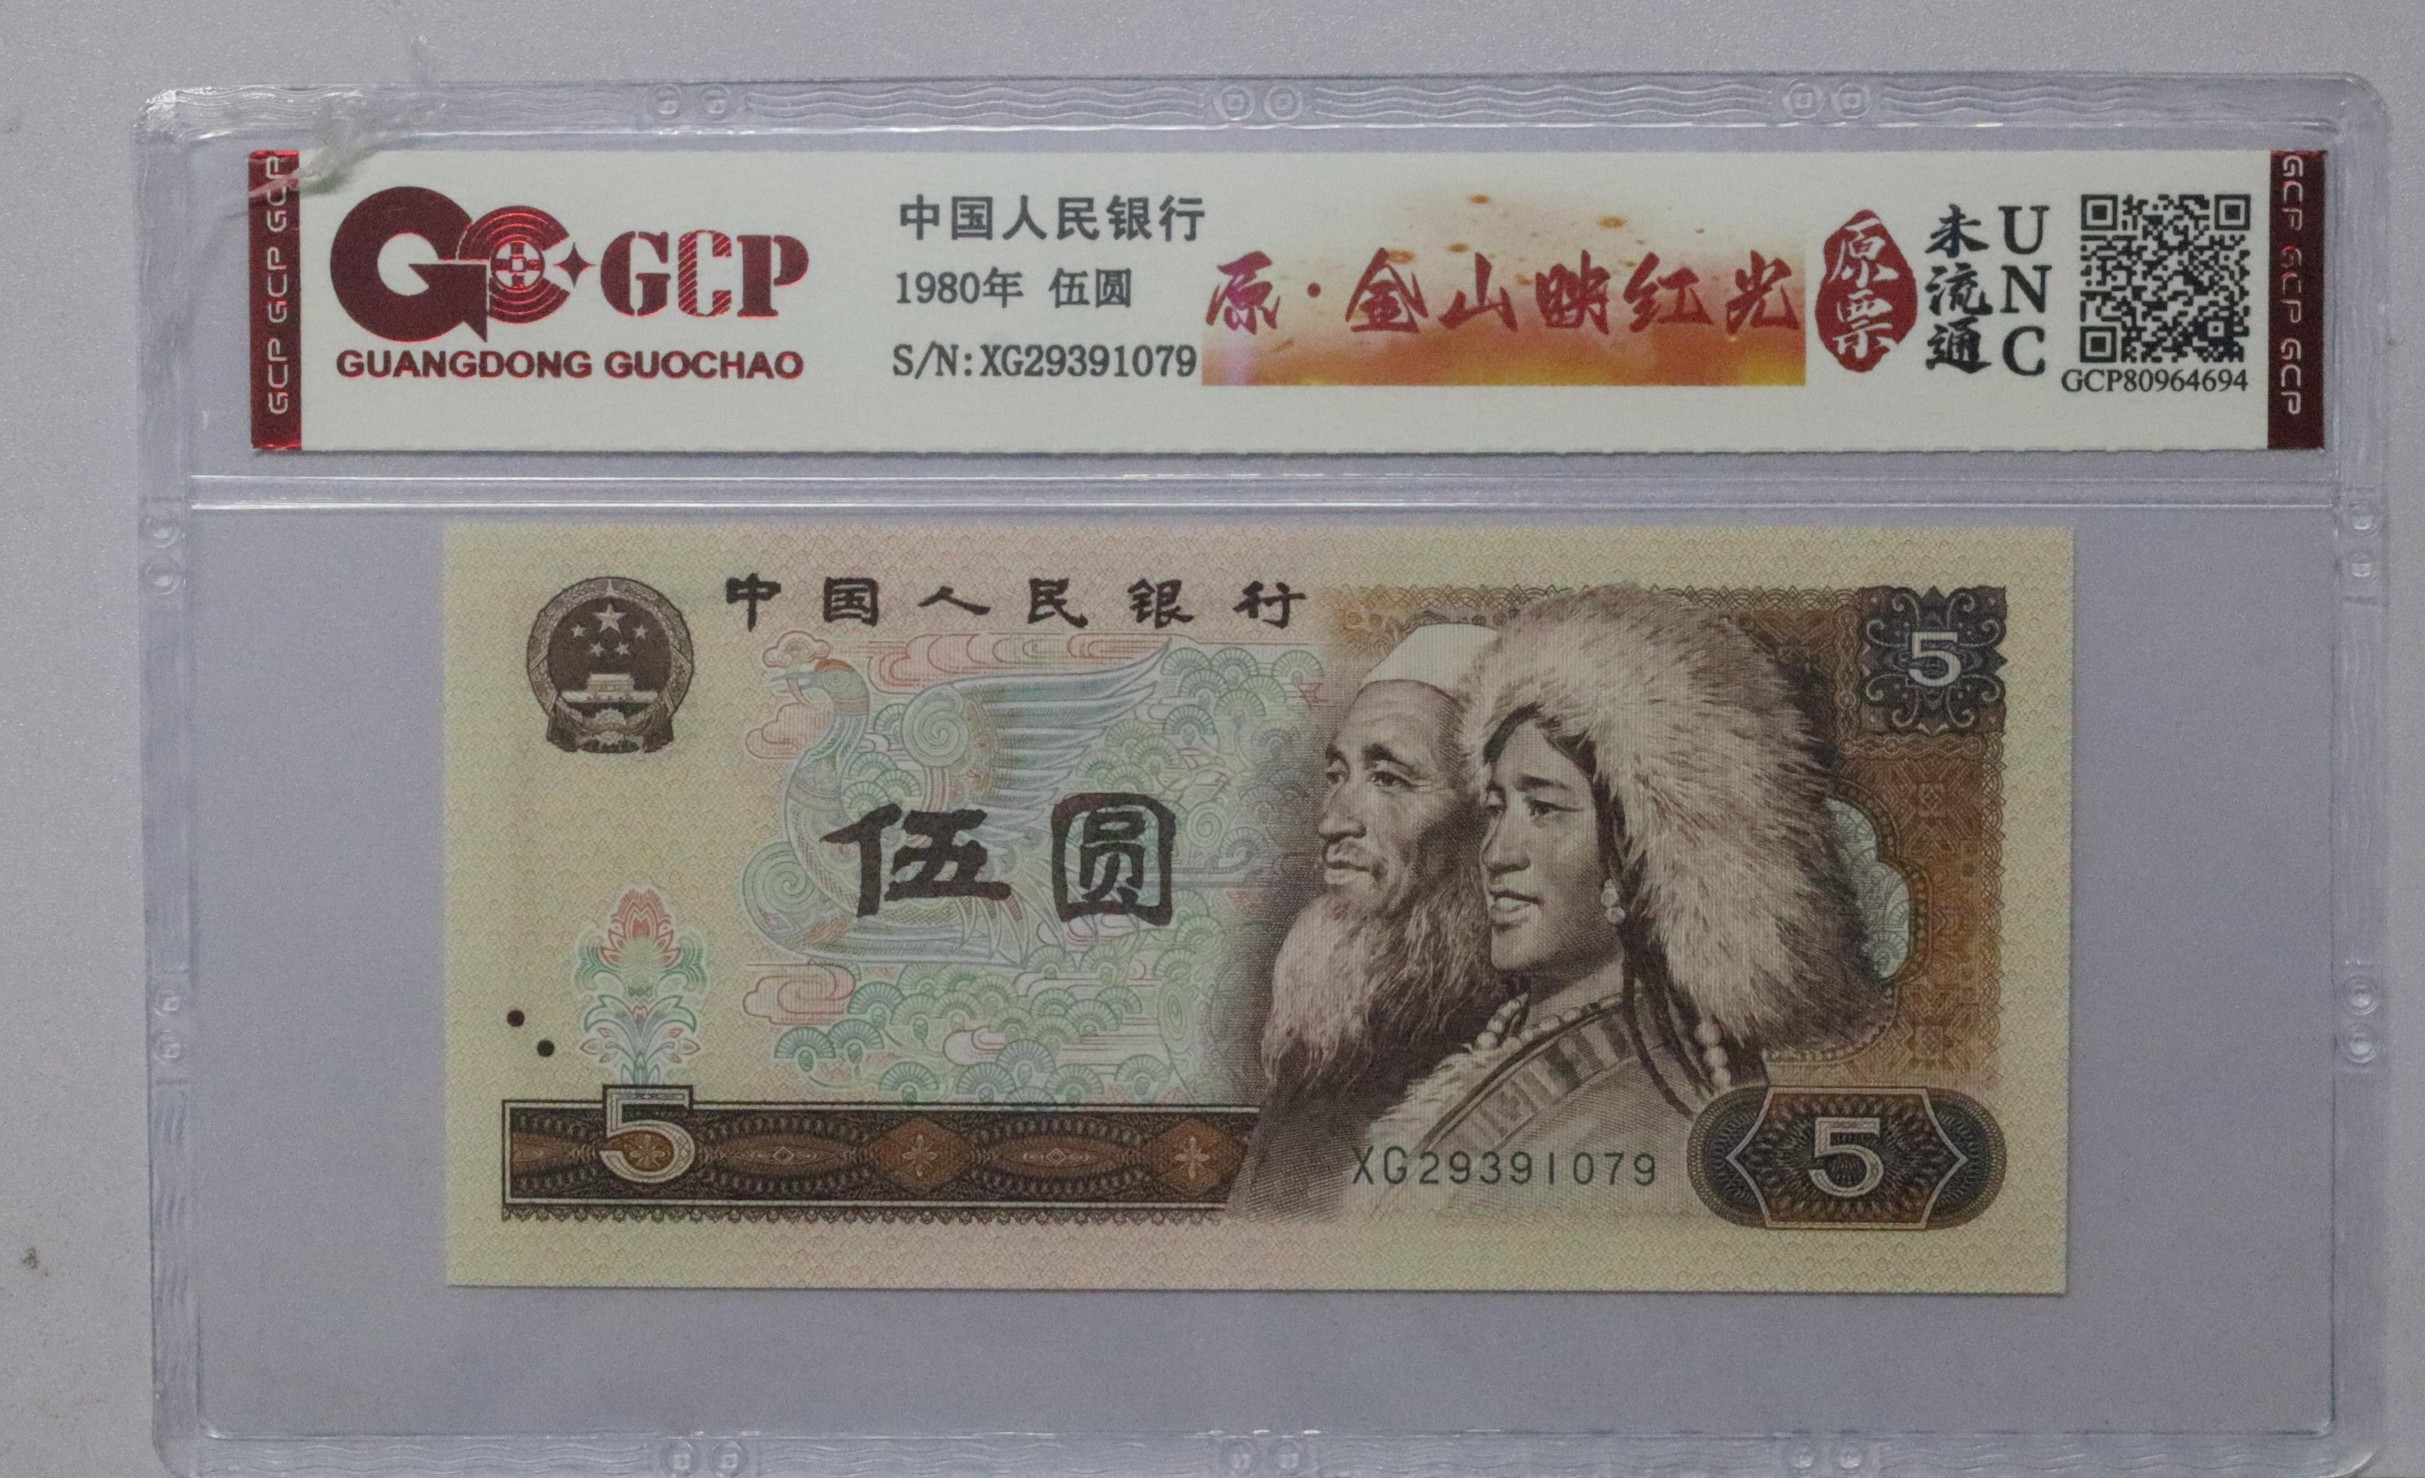 GCP GCP GCP
GCP
GUANGDONG GUOCHAO
中国人民银行
1980年 伍圆
S/N:XG29391079
原·金山映红光
原票
未流通
UNC
GCP80964694
GCP GCP GCP
中国人民银行
5
伍圆
5
XG29391079
5